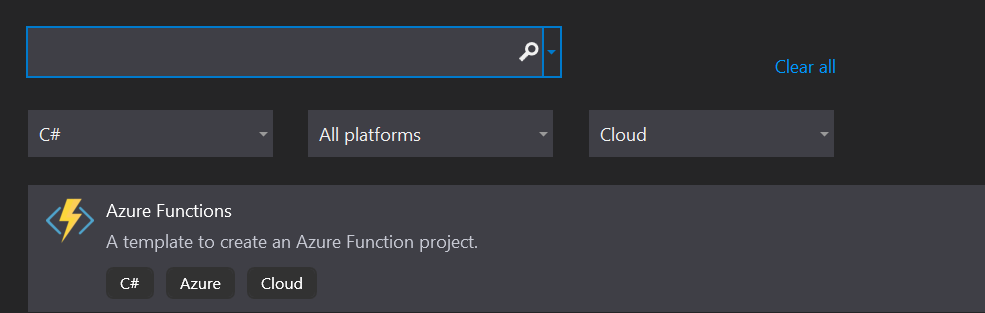 Clear all
C# All platforms Cloud
Azure Functions
A template to create an Azure Function project.
C# Azure Cloud